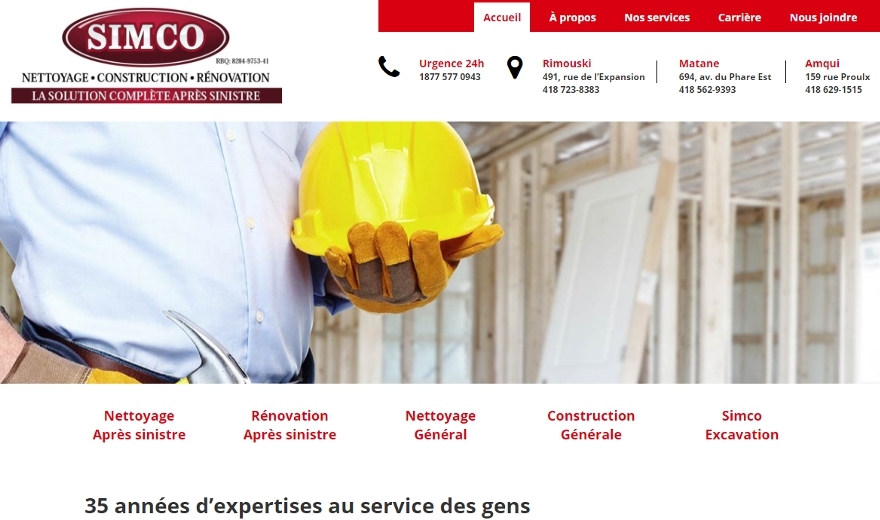 SIMCO
RBQ: 8284-9753-41
NETTOYAGE • CONSTRUCTION • RÉNOVATION
LA SOLUTION COMPLÈTE APRÈS SINISTRE
Accueil À propos Nos services Carrière Nous joindre
Urgence 24h
1877 577 0943
Rimouski
491, rue de l'Expansion
418 723-8383
Matane
694, av. du Phare Est
418 562-9393
Amqui
159 rue Proulx
418 629-1515
Nettoyage
Après sinistre
Rénovation
Après sinistre
Nettoyage
Général
Construction
Générale
Simco
Excavation
35 années d'expertises au service des gens